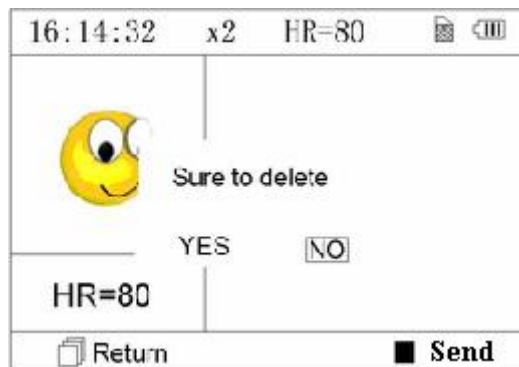 16:14:32 x2 HR=80
Sure to delete
YES NO
HR=80
Return Send